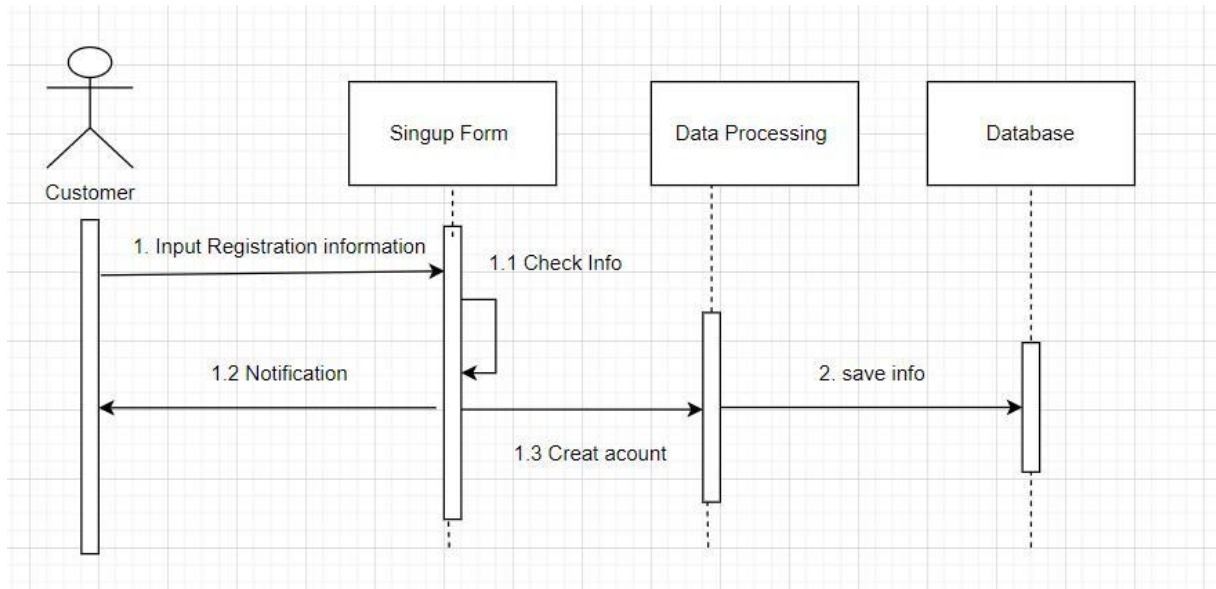 Singup Form
Data Processing
Database
Customer
1. Input Registration information
1.1 Check Info
1.2 Notification
2. save info
1.3 Creat acount